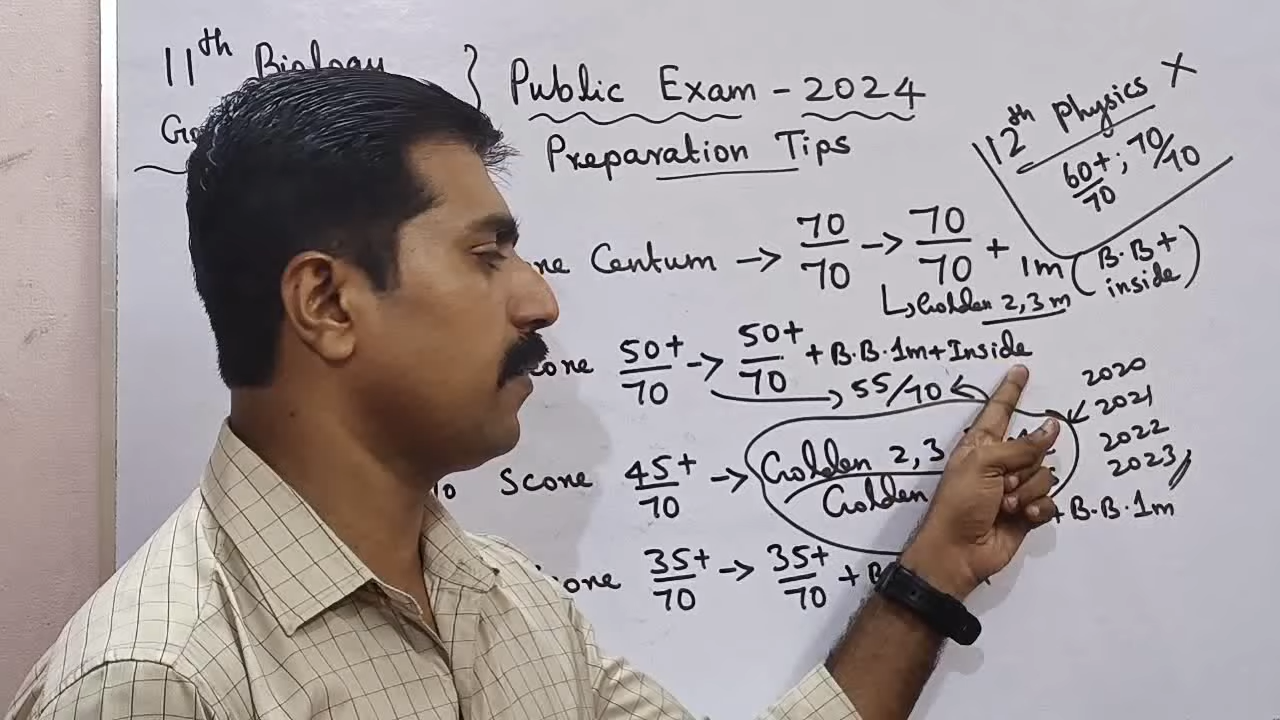 11th Biology } Public Exam - 2024
Preparation Tips
12th Physics X
60+/70 ; 70/70
Centum → 70/70 → 70/70 + 1m (B.B + inside)
↳ Golden 2, 3 m
50+/70 → 50+/70 + B.B. 1m + Inside
→ 55/70 ←
2020
2021
2022
2023
Score 45+/70 → Golden 2, 3
Golden
+ B.B. 1m
35+/70 → 35+/70 +